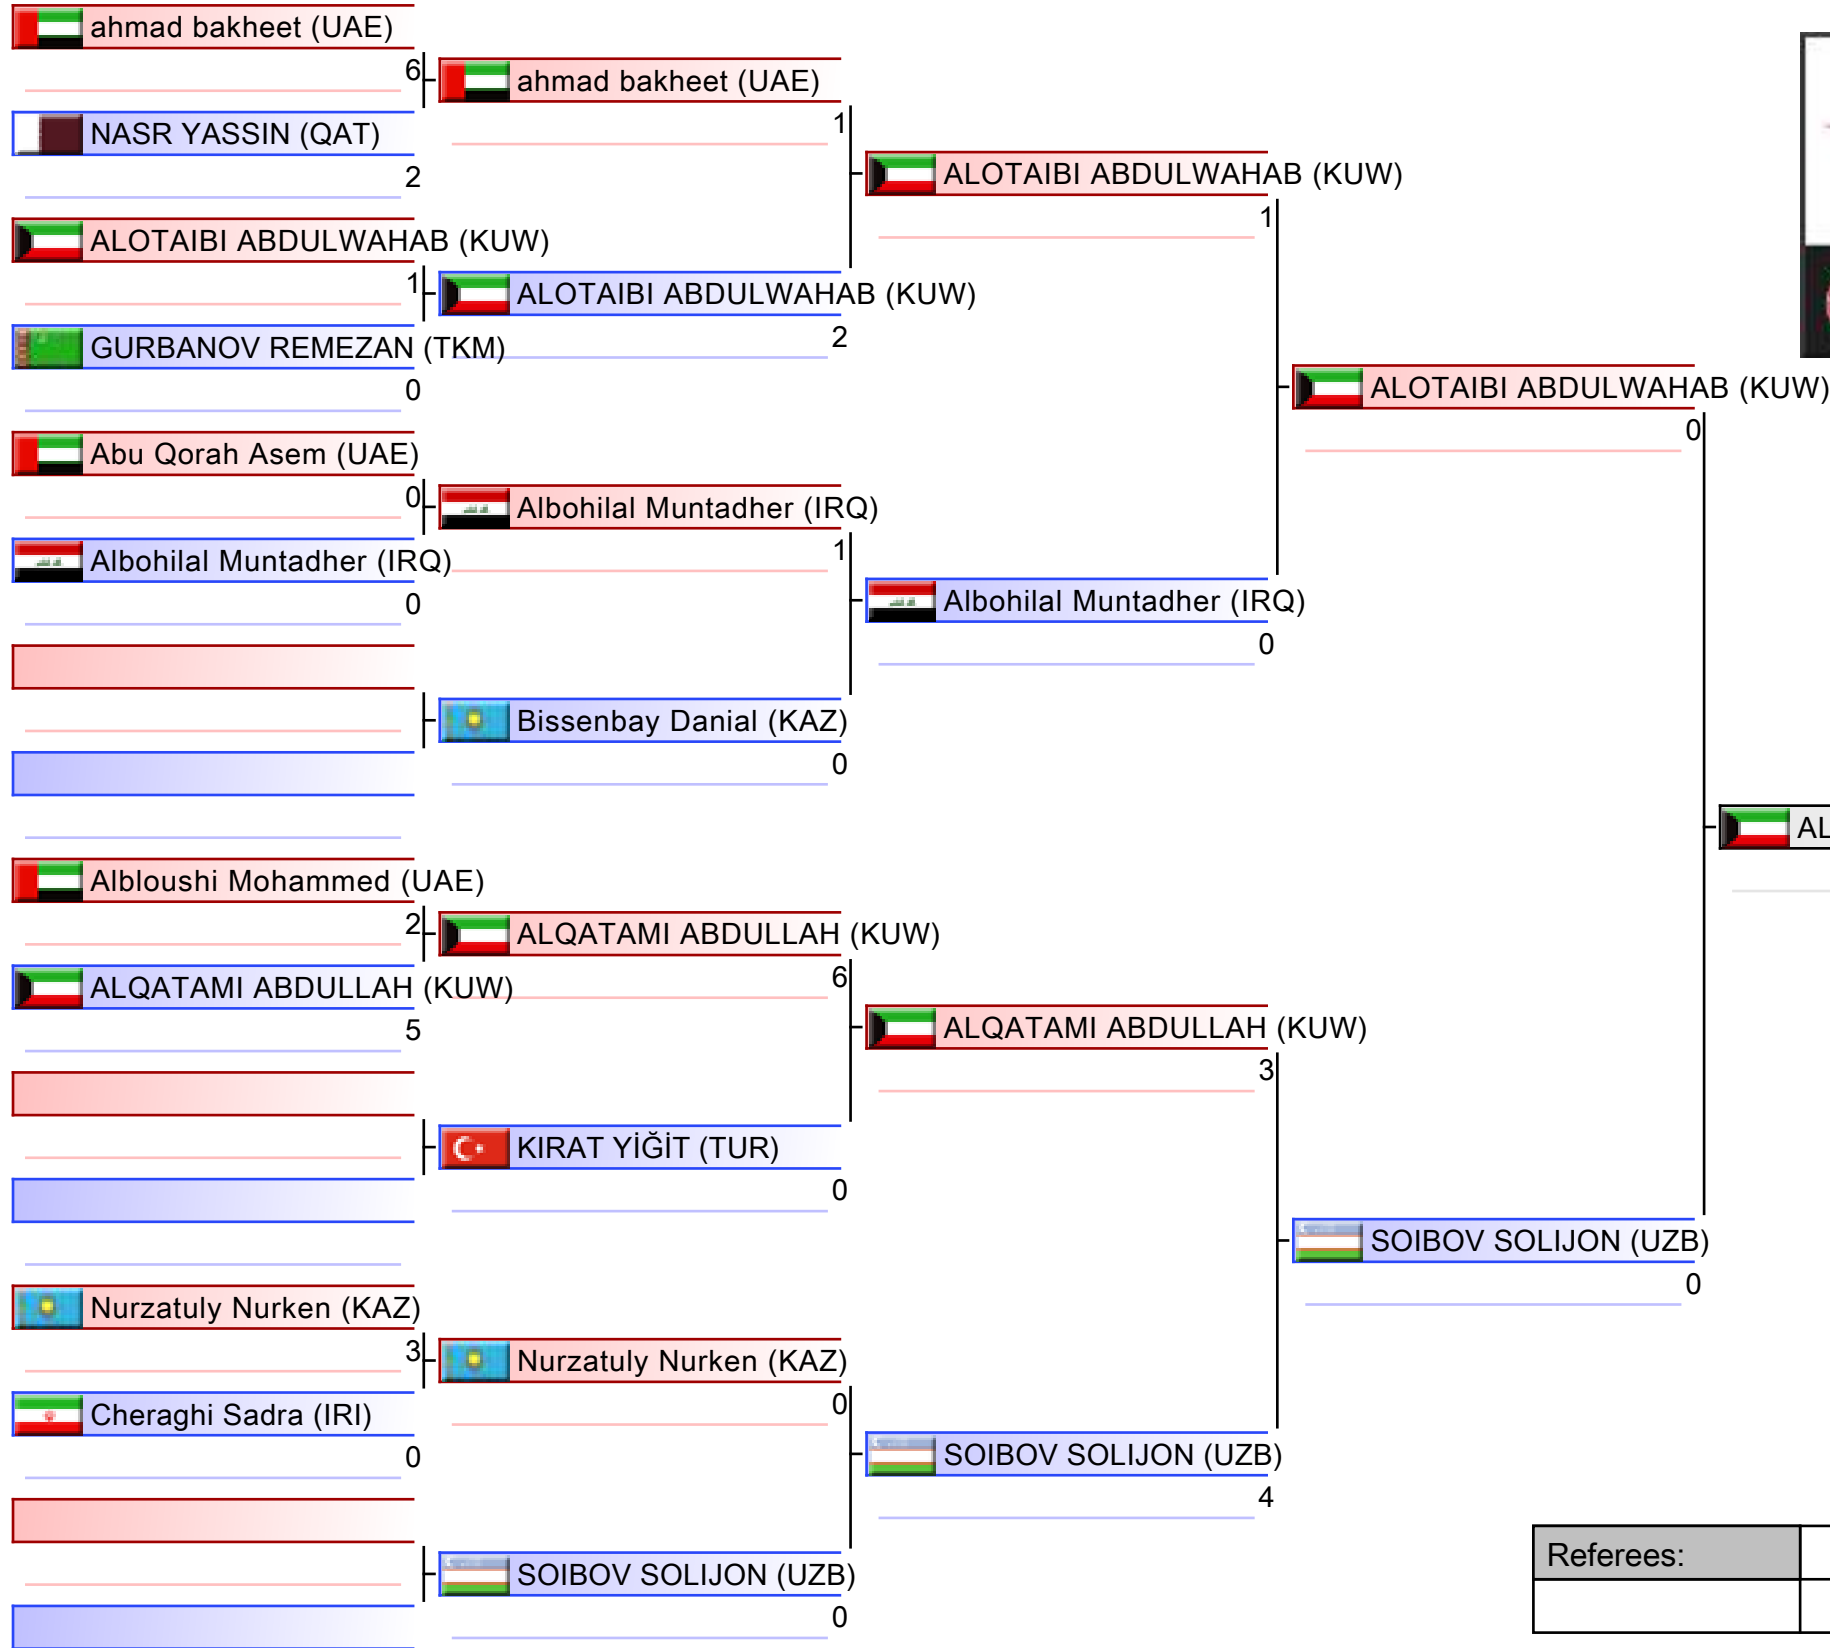 ahmad bakheet (UAE)
6
ahmad bakheet (UAE)
1
NASR YASSIN (QAT)
2
ALOTAIBI ABDULWAHAB (KUW)
1
ALOTAIBI ABDULWAHAB (KUW)
1
ALOTAIBI ABDULWAHAB (KUW)
2
GURBANOV REMEZAN (TKM)
0
ALOTAIBI ABDULWAHAB (KUW)
0
Abu Qorah Asem (UAE)
0
Albohilal Muntadher (IRQ)
1
Albohilal Muntadher (IRQ)
0
Albohilal Muntadher (IRQ)
0
Bissenbay Danial (KAZ)
0
AL
Albloushi Mohammed (UAE)
2
ALQATAMI ABDULLAH (KUW)
6
ALQATAMI ABDULLAH (KUW)
5
ALQATAMI ABDULLAH (KUW)
3
KIRAT YİĞİT (TUR)
0
SOIBOV SOLIJON (UZB)
0
Nurzatuly Nurken (KAZ)
3
Nurzatuly Nurken (KAZ)
0
Cheraghi Sadra (IRI)
0
SOIBOV SOLIJON (UZB)
4
SOIBOV SOLIJON (UZB)
0
Referees: